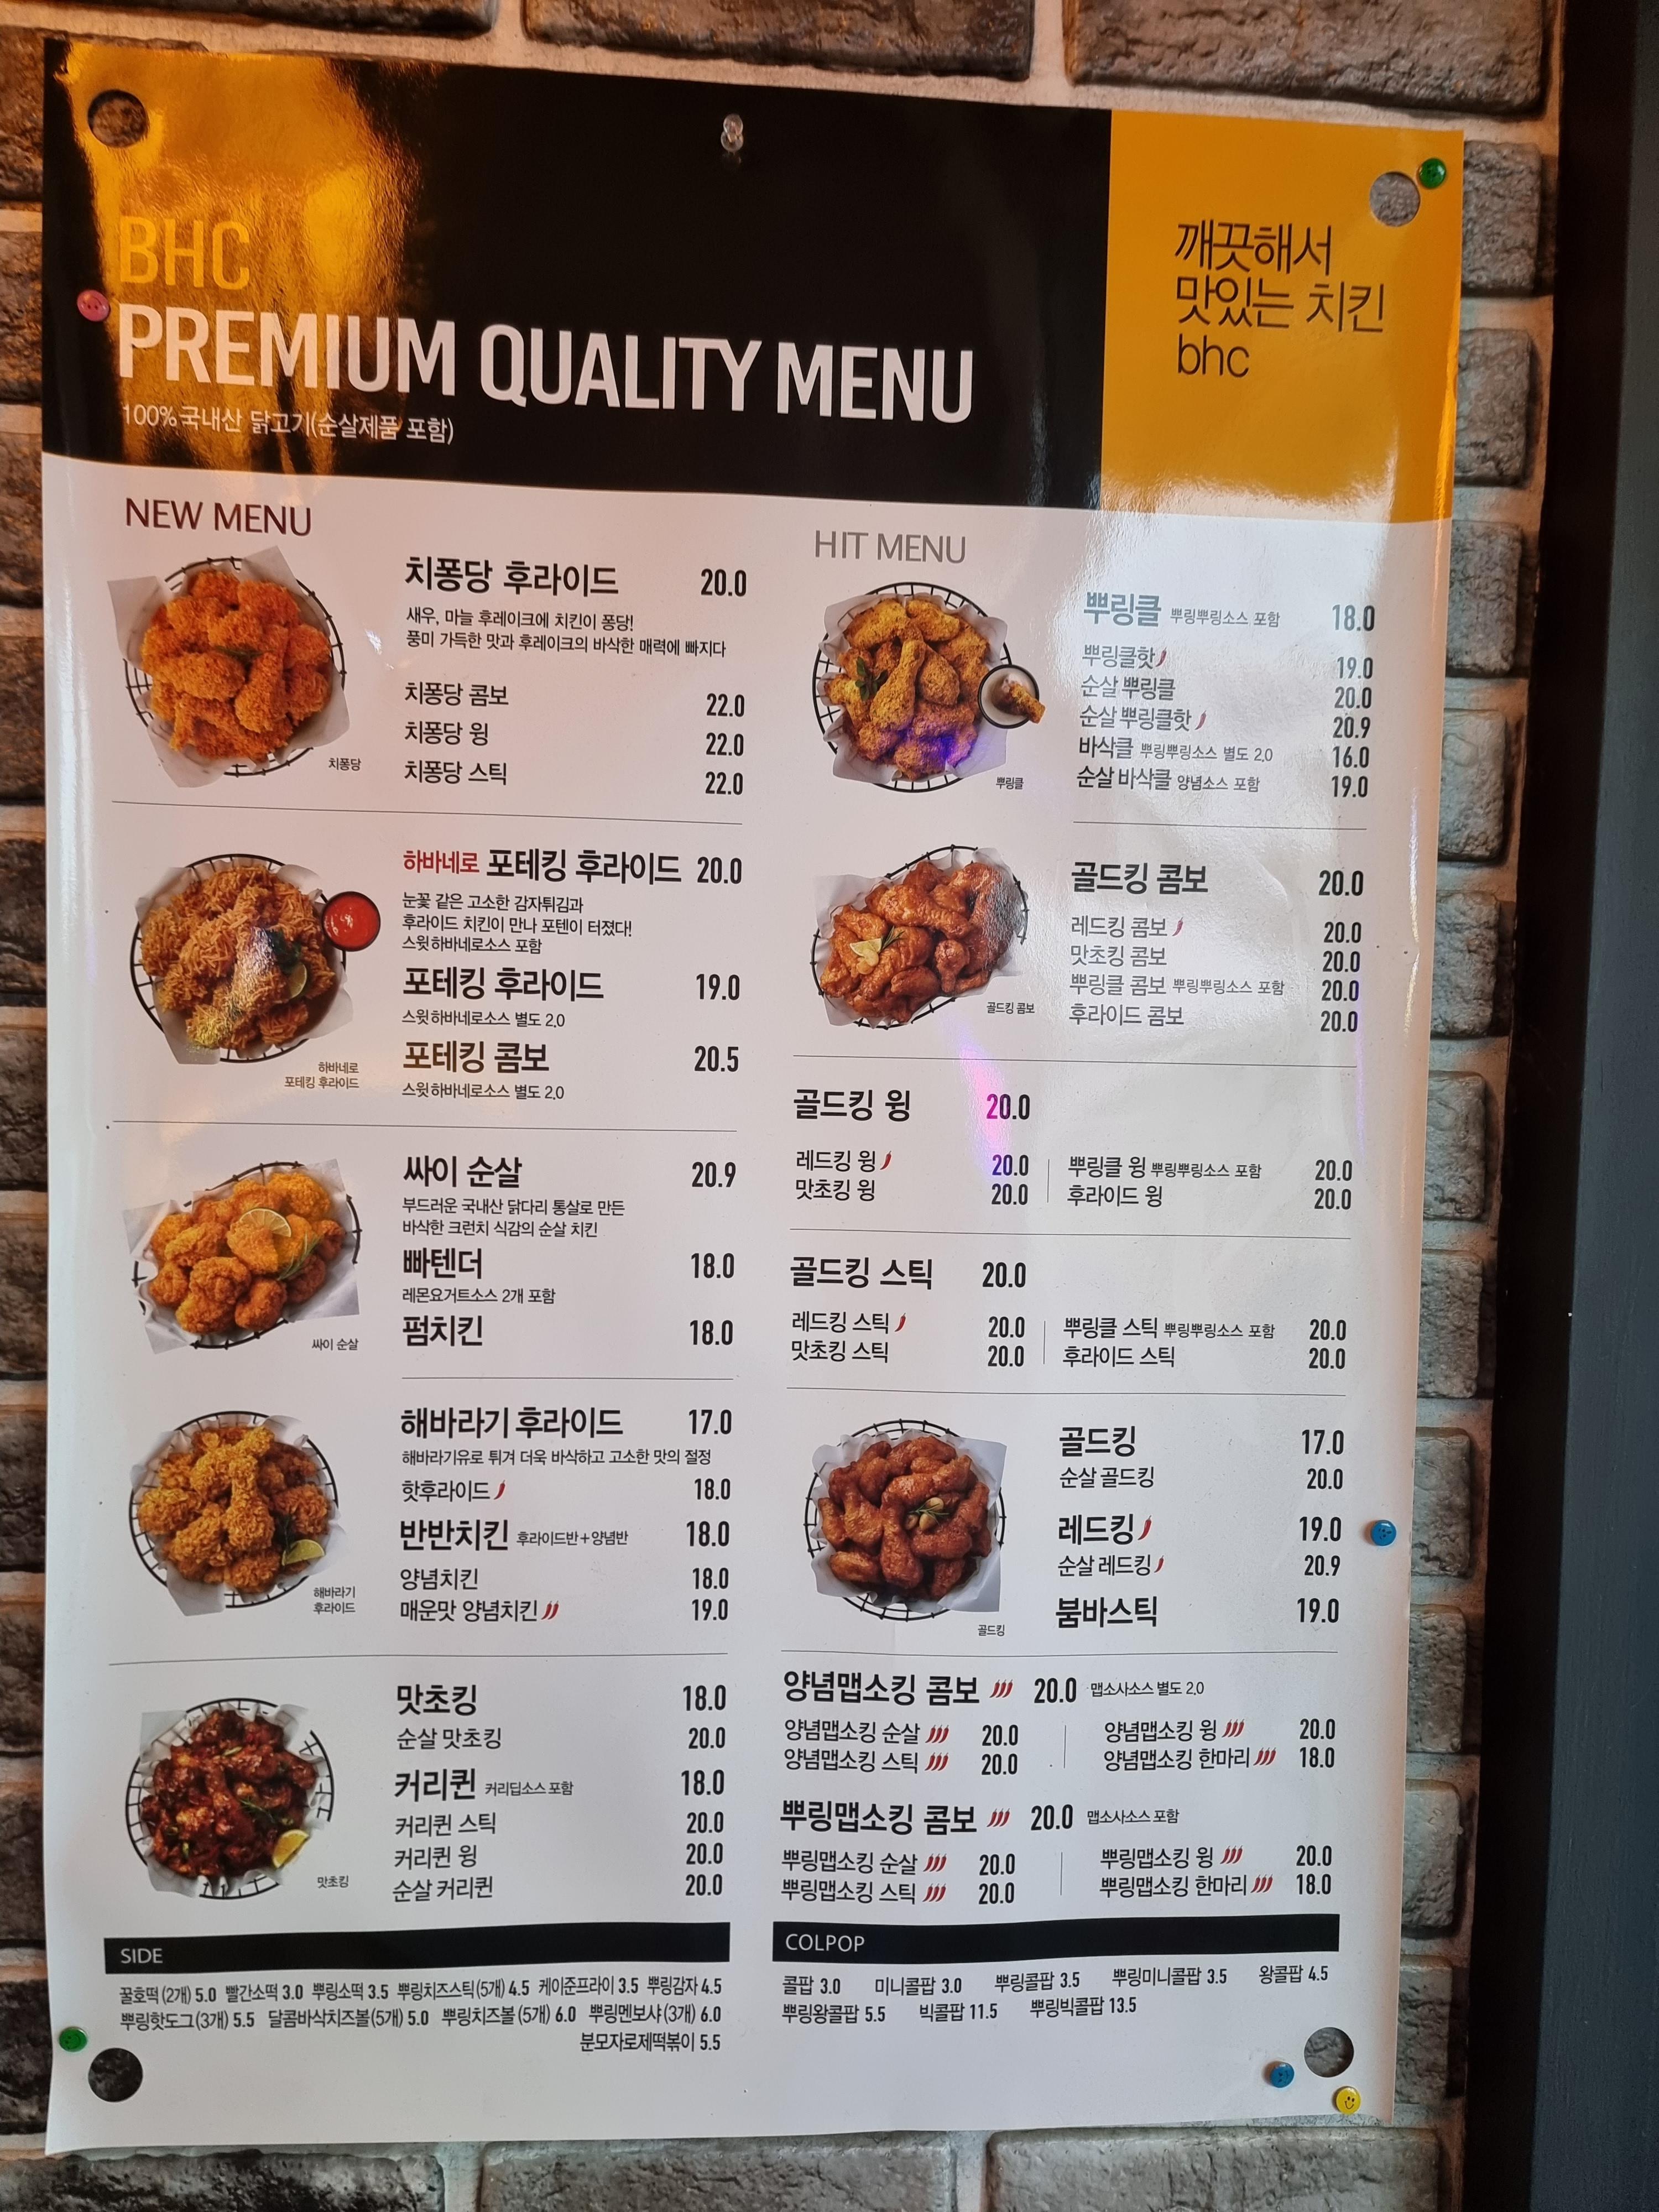 BHC
PREMIUM QUALITY MENU
100% 국내산 닭고기(순살제품 포함)
깨끗해서
맛있는 치킨
bhc
NEW MENU
치퐁당 후라이드 20.0
새우, 마늘 후레이크에 치킨이 퐁당!
풍미 가득한 맛과 후레이크의 바삭한 매력에 빠지다
치퐁당 콤보 22.0
치퐁당 윙 22.0
치퐁당 스틱 22.0
치퐁당
하바네로 포테킹 후라이드 20.0
눈꽃 같은 고소한 감자튀김과
후라이드 치킨이 만나 포텐이 터졌다!
스윗하바네로소스 포함
포테킹 후라이드 19.0
스윗하바네로소스 별도 2.0
포테킹 콤보 20.5
스윗하바네로소스 별도 2.0
하바네로
포테킹 후라이드
싸이 순살 20.9
부드러운 국내산 닭다리 통살로 만든
바삭한 크런치 식감의 순살 치킨
빠텐더 18.0
레몬요거트소스 2개 포함
펌치킨 18.0
싸이 순살
해바라기 후라이드 17.0
해바라기유로 튀겨 더욱 바삭하고 고소한 맛의 절정
핫후라이드 18.0
반반치킨 후라이드반+양념반 18.0
양념치킨 18.0
매운맛 양념치킨 19.0
해바라기
후라이드
맛초킹 18.0
순살 맛초킹 20.0
커리퀸 커리딥소스 포함 18.0
커리퀸 스틱 20.0
커리퀸 윙 20.0
순살 커리퀸 20.0
맛초킹
SIDE
꿀호떡 (2개) 5.0 빨간소떡 3.0 뿌링소떡 3.5 뿌링치즈스틱(5개) 4.5 케이준프라이 3.5 뿌링감자 4.5
뿌링핫도그(3개) 5.5 달콤바삭치즈볼(5개) 5.0 뿌링치즈볼 (5개) 6.0 뿌링멘보샤 (3개) 6.0
분모자로제떡볶이 5.5
HIT MENU
뿌링클 뿌링뿌링소스 포함 18.0
뿌링클핫 19.0
순살 뿌링클 20.0
순살 뿌링클핫 20.9
바삭클 뿌링뿌링소스 별도 2.0 16.0
순살 바삭클 양념소스 포함 19.0
뿌링클
골드킹 콤보 20.0
레드킹 콤보 20.0
맛초킹 콤보 20.0
뿌링클 콤보 뿌링뿌링소스 포함 20.0
후라이드 콤보 20.0
골드킹 콤보
골드킹 윙 20.0
레드킹 윙 20.0 뿌링클 윙 뿌링뿌링소스 포함 20.0
맛초킹 윙 20.0 후라이드 윙 20.0
골드킹 스틱 20.0
레드킹 스틱 20.0 뿌링클 스틱 뿌링뿌링소스 포함 20.0
맛초킹 스틱 20.0 후라이드 스틱 20.0
골드킹 17.0
순살 골드킹 20.0
레드킹 19.0
순살 레드킹 20.9
붐바스틱 19.0
골드킹
양념맵소킹 콤보 20.0 맵소사소스 별도 2.0
양념맵소킹 순살 20.0 양념맵소킹 윙 20.0
양념맵소킹 스틱 20.0 양념맵소킹 한마리 18.0
뿌링맵소킹 콤보 20.0 맵소사소스 포함
뿌링맵소킹 순살 20.0 뿌링맵소킹 윙 20.0
뿌링맵소킹 스틱 20.0 뿌링맵소킹 한마리 18.0
COLPOP
콜팝 3.0 미니콜팝 3.0 뿌링콜팝 3.5 뿌링미니콜팝 3.5 왕콜팝 4.5
뿌링왕콜팝 5.5 빅콜팝 11.5 뿌링빅콜팝 13.5